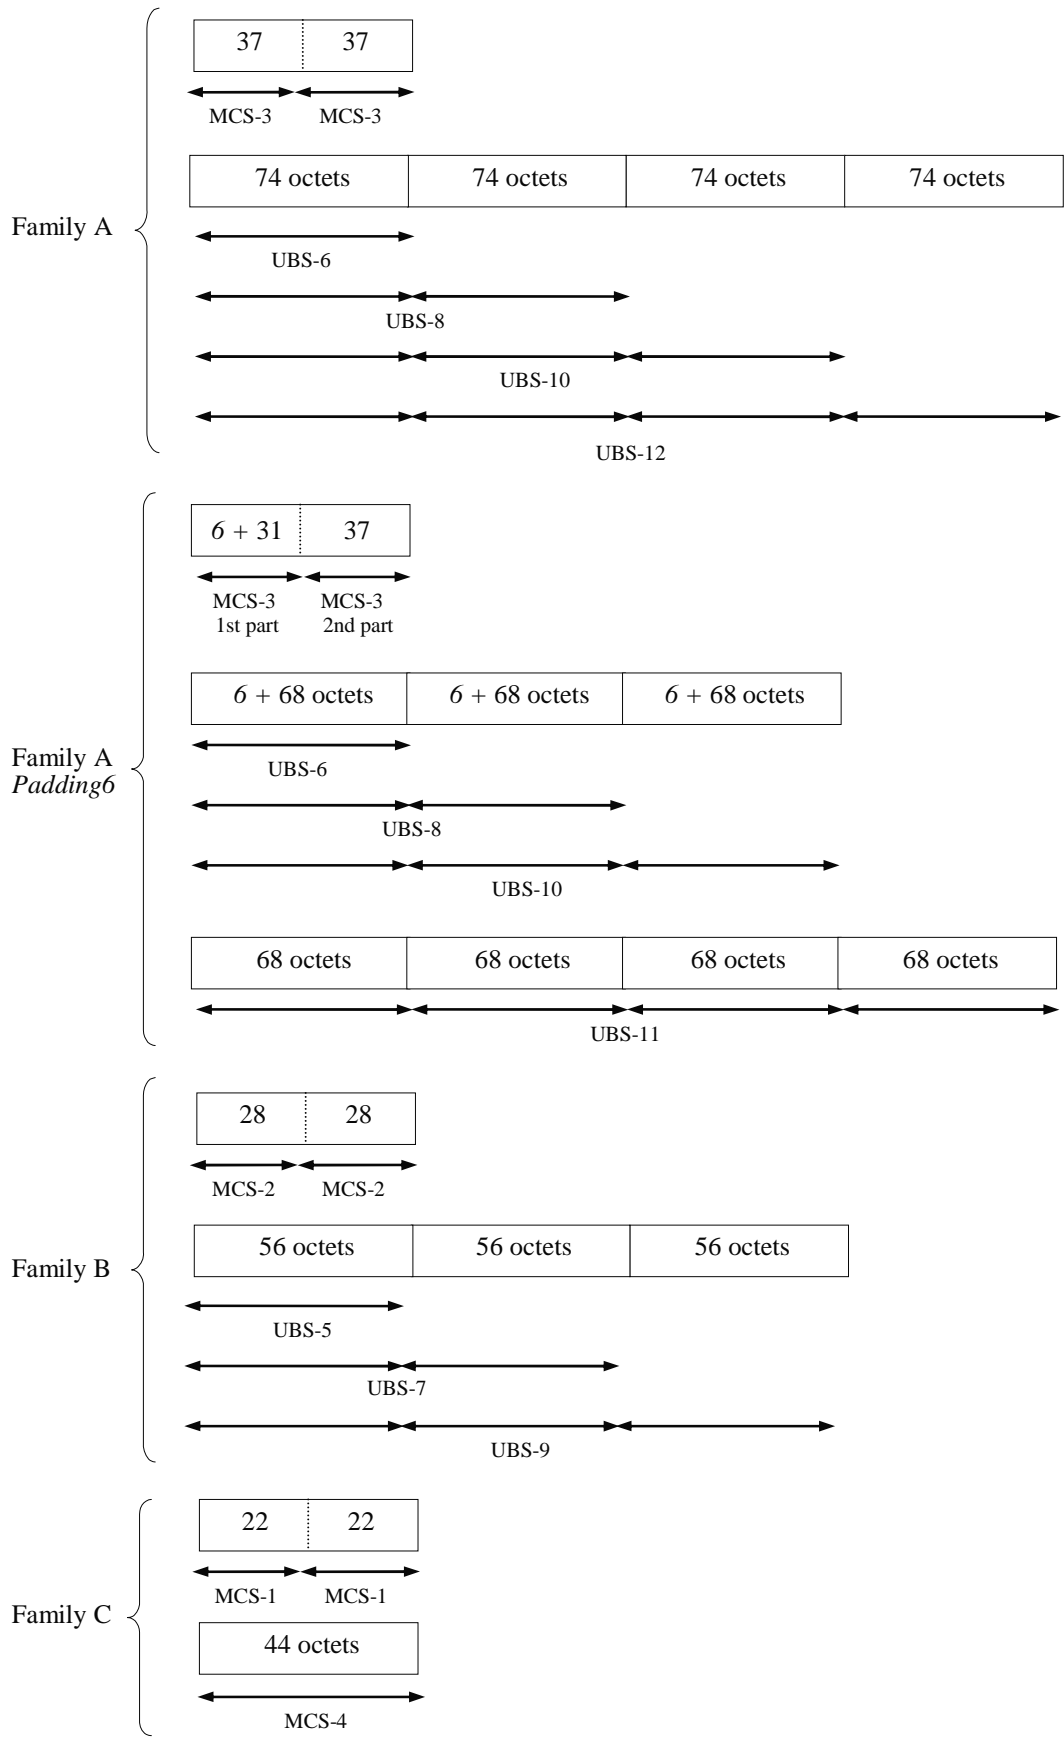 37 37
MCS-3 MCS-3
74 octets 74 octets 74 octets 74 octets
Family A
UBS-6
UBS-8
UBS-10
UBS-12
6 + 31 37
MCS-3 MCS-3
1st part 2nd part
6 + 68 octets 6 + 68 octets 6 + 68 octets
Family A
Padding6
UBS-6
UBS-8
UBS-10
68 octets 68 octets 68 octets 68 octets
UBS-11
28 28
MCS-2 MCS-2
56 octets 56 octets 56 octets
Family B
UBS-5
UBS-7
UBS-9
22 22
MCS-1 MCS-1
Family C
44 octets
MCS-4